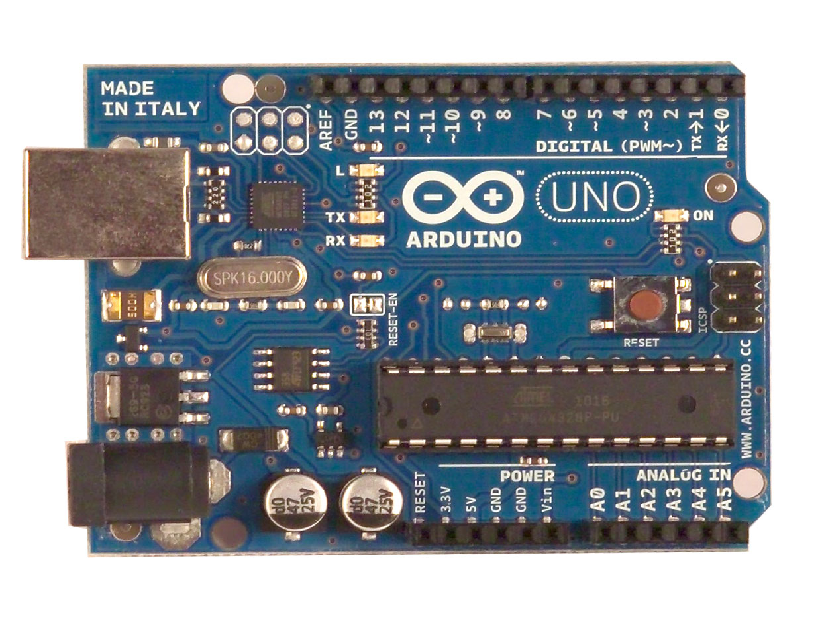 MADE
IN ITALY
AREF
GND
13
12
~11
~10
~9
8
7
~6
~5
4
~3
2
TX→1
RX←0
DIGITAL (PWM~)
L
TX
RX
™
UNO
ARDUINO
ON
SPK16.000Y
RESET-EN
ICSP
RESET
ATMEL
1016
WWW.ARDUINO.CC
POWER
ANALOG IN
RESET
3.3V
5V
GND
GND
Vin
A0
A1
A2
A3
A4
A5
47
25V
47
25V